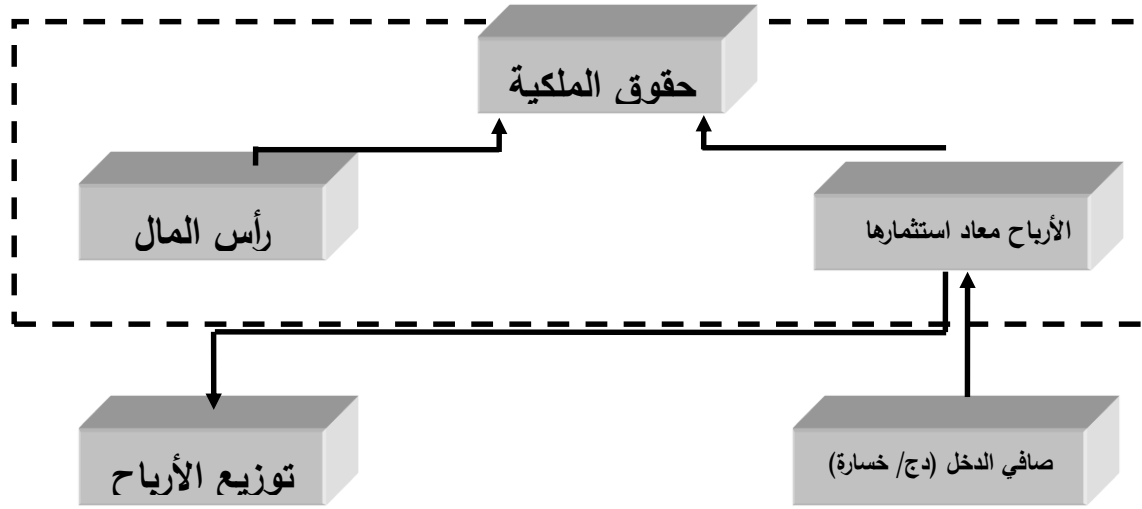 حقوق الملكية
رأس المال
الأرباح معاد استثمارها
توزيع الأرباح
صافي الدخل (دج/ خسارة)